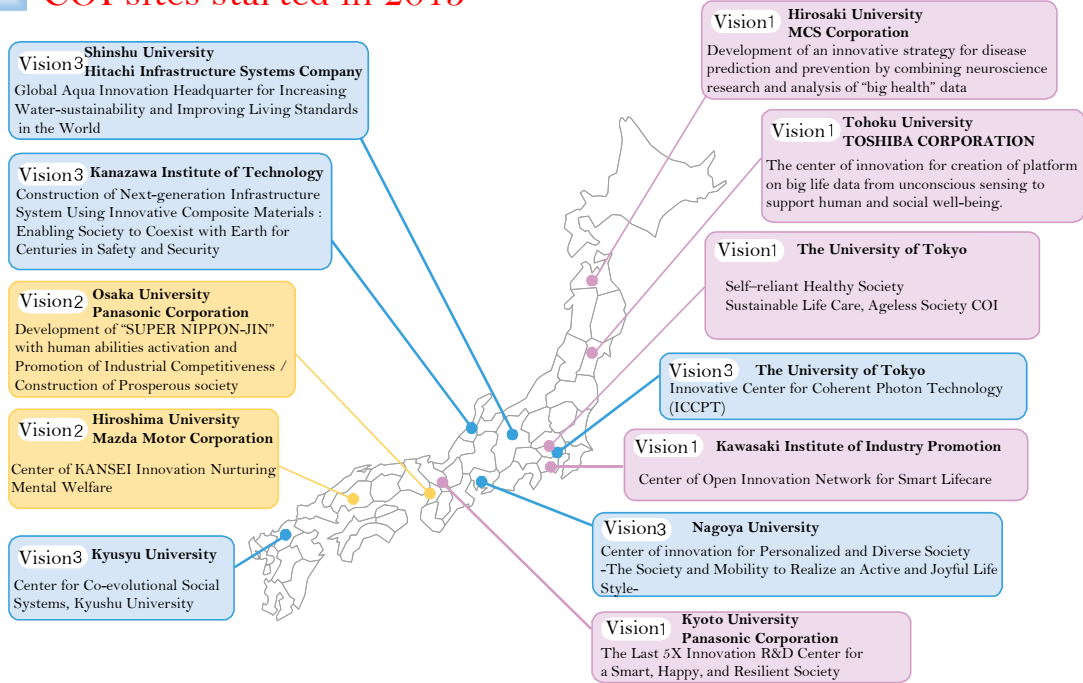 COI sites started in 2013
Vision3 Shinshu University
Hitachi Infrastructure Systems Company
Global Aqua Innovation Headquarter for Increasing
Water-sustainability and Improving Living Standards
in the World
Vision3 Kanazawa Institute of Technology
Construction of Next-generation Infrastructure
System Using Innovative Composite Materials :
Enabling Society to Coexist with Earth for
Centuries in Safety and Security
Vision2 Osaka University
Panasonic Corporation
Development of “SUPER NIPPON-JIN”
with human abilities activation and
Promotion of Industrial Competitiveness /
Construction of Prosperous society
Vision2 Hiroshima University
Mazda Motor Corporation
Center of KANSEI Innovation Nurturing
Mental Welfare
Vision3 Kyusyu University
Center for Co-evolutional Social
Systems, Kyushu University
Vision1 Hirosaki University
MCS Corporation
Development of an innovative strategy for disease
prediction and prevention by combining neuroscience
research and analysis of “big health” data
Vision1 Tohoku University
TOSHIBA CORPORATION
The center of innovation for creation of platform
on big life data from unconscious sensing to
support human and social well-being.
Vision1 The University of Tokyo
Self-reliant Healthy Society
Sustainable Life Care, Ageless Society COI
Vision3 The University of Tokyo
Innovative Center for Coherent Photon Technology
(ICCPT)
Vision1 Kawasaki Institute of Industry Promotion
Center of Open Innovation Network for Smart Lifecare
Vision3 Nagoya University
Center of innovation for Personalized and Diverse Society
-The Society and Mobility to Realize an Active and Joyful Life
Style-
Vision1 Kyoto University
Panasonic Corporation
The Last 5X Innovation R&D Center for
a Smart, Happy, and Resilient Society